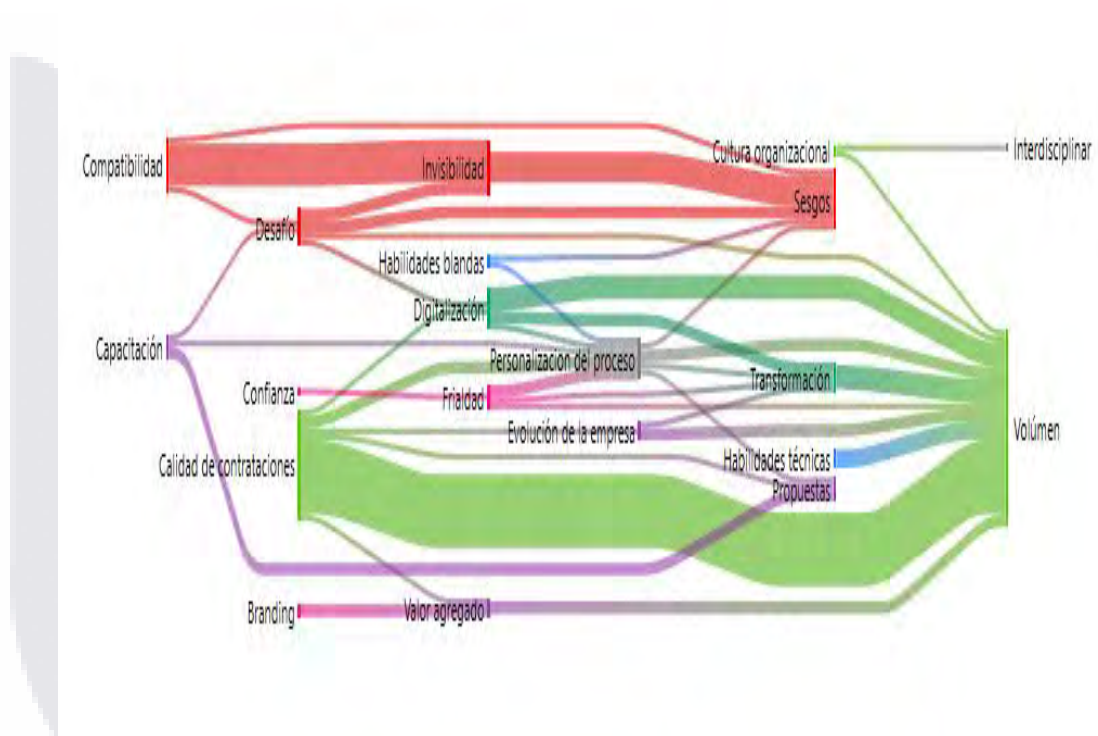 Compatibilidad
Invisibilidad
Cultura organizacional
Interdisciplinar
Sesgos
Desafío
Habilidades blandas
Digitalización
Capacitación
Personalizacion del proceso
Transformación
Confianza
Frialdad
Evolución de la empresa
Volúmen
Calidad de contrataciones
Habilidades técnicas
Propuestas
Branding
Valor agregado